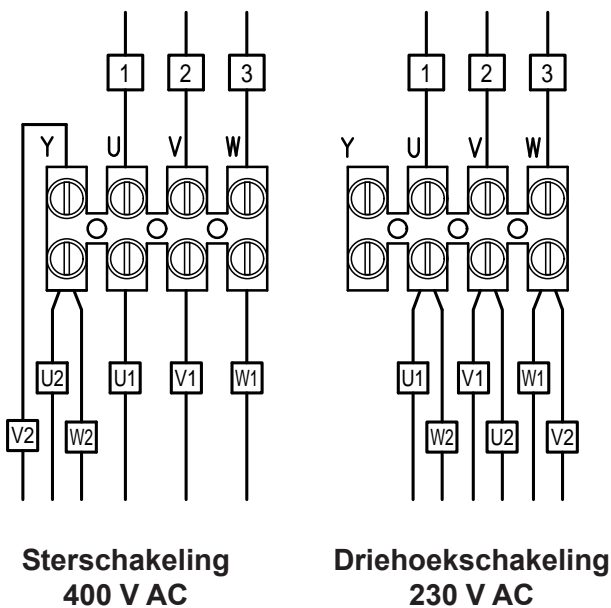 1 2 3 1 2 3
Y U V W Y U V W
U2 U1 V1 W1 U1 V1 W1
V2 W2 W2 U2 V2
Sterschakeling Driehoekschakeling
400 V AC 230 V AC